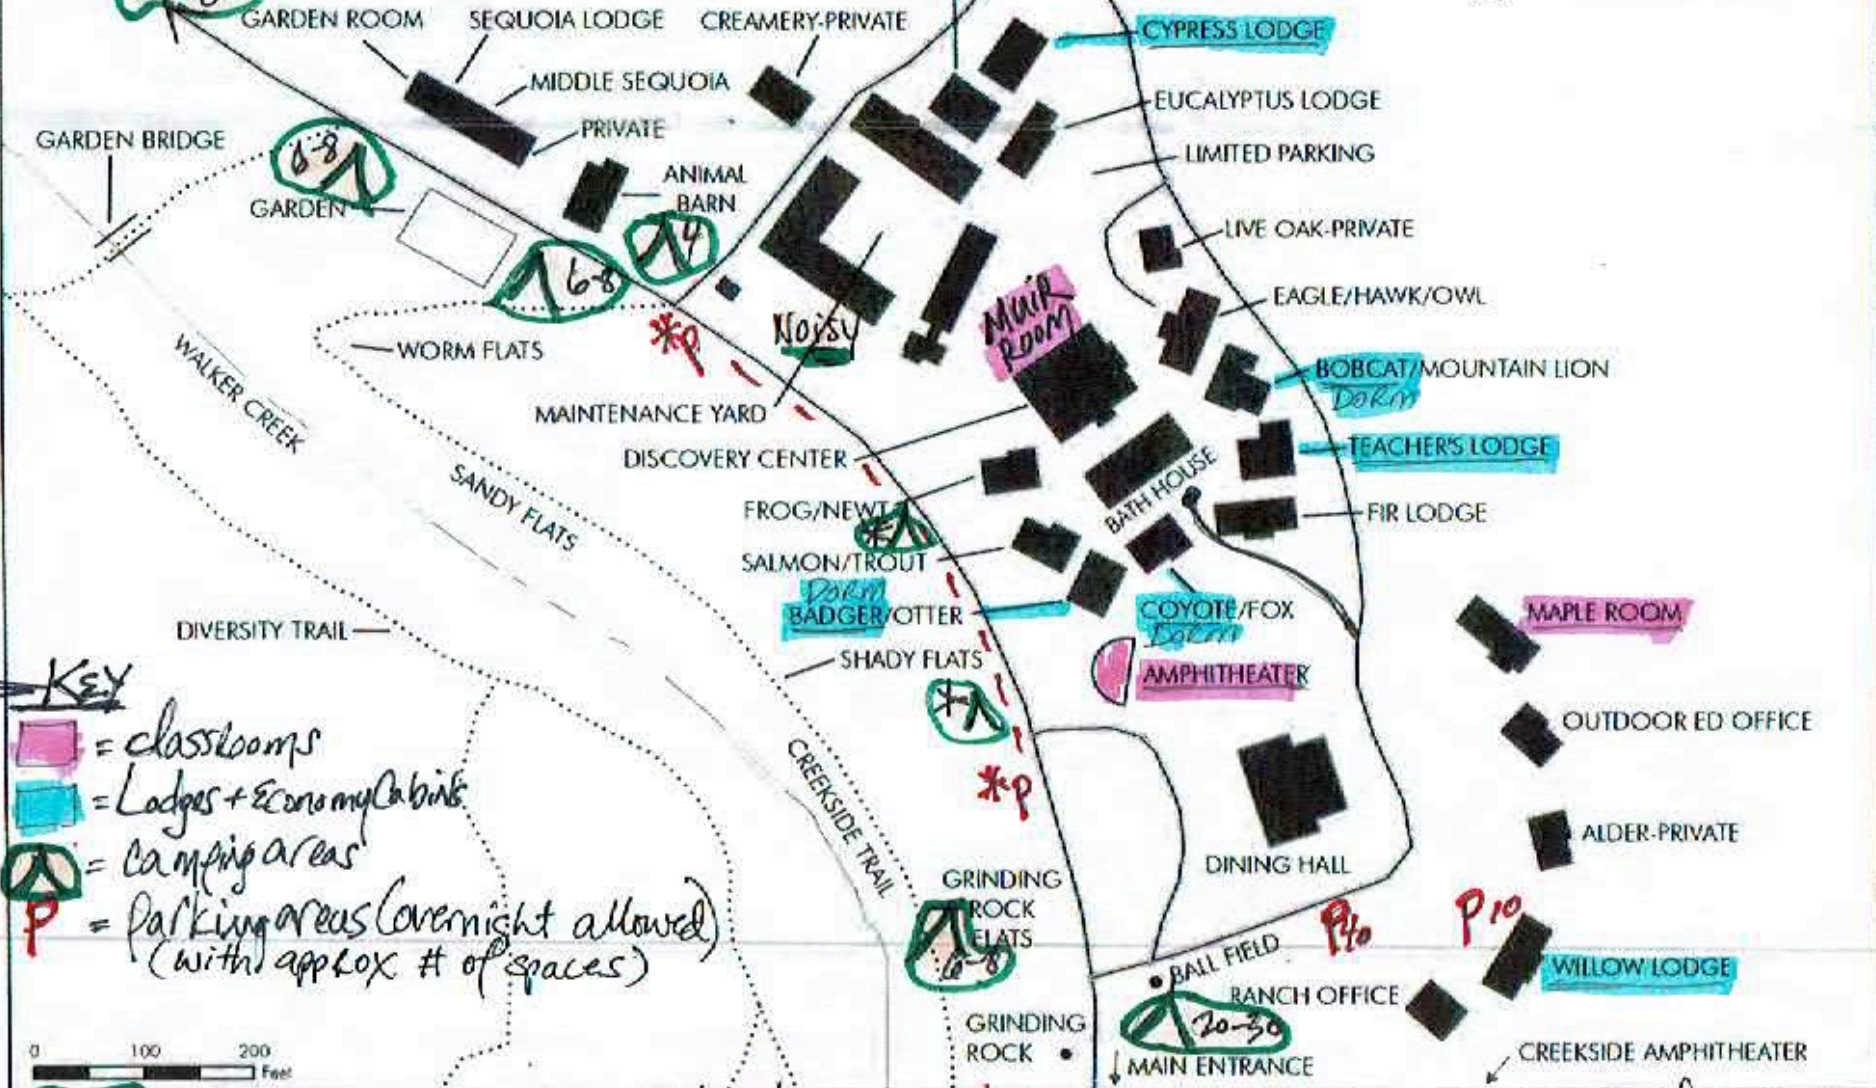 GARDEN ROOM
SEQUOIA LODGE
CREAMERY-PRIVATE
CYPRESS LODGE
MIDDLE SEQUOIA
EUCALYPTUS LODGE
GARDEN BRIDGE
PRIVATE
LIMITED PARKING
6-8
ANIMAL
BARN
GARDEN
4
LIVE OAK-PRIVATE
6-8
EAGLE/HAWK/OWL
MUIR
ROOM
*P
NOISY
WORM FLATS
WALKER CREEK
BOBCAT/MOUNTAIN LION
DORM
MAINTENANCE YARD
TEACHER'S LODGE
DISCOVERY CENTER
SANDY FLATS
BATH HOUSE
FROG/NEWT
*
FIR LODGE
SALMON/TROUT
DORM
BADGER/OTTER
COYOTE/FOX
DORM
MAPLE ROOM
DIVERSITY TRAIL
SHADY FLATS
AMPHITHEATER
*
OUTDOOR ED OFFICE
*P
CREEKSIDE TRAIL
ALDER-PRIVATE
DINING HALL
GRINDING
ROCK
FLATS
6-8
P40
P10
BALL FIELD
WILLOW LODGE
RANCH OFFICE
20-30
GRINDING
ROCK
MAIN ENTRANCE
CREEKSIDE AMPHITHEATER
KEY
= classrooms
= Lodges + Economy Cabins
= camping areas
P = Parking areas (overnight allowed)
(with approx # of spaces)
0 100 200
Feet